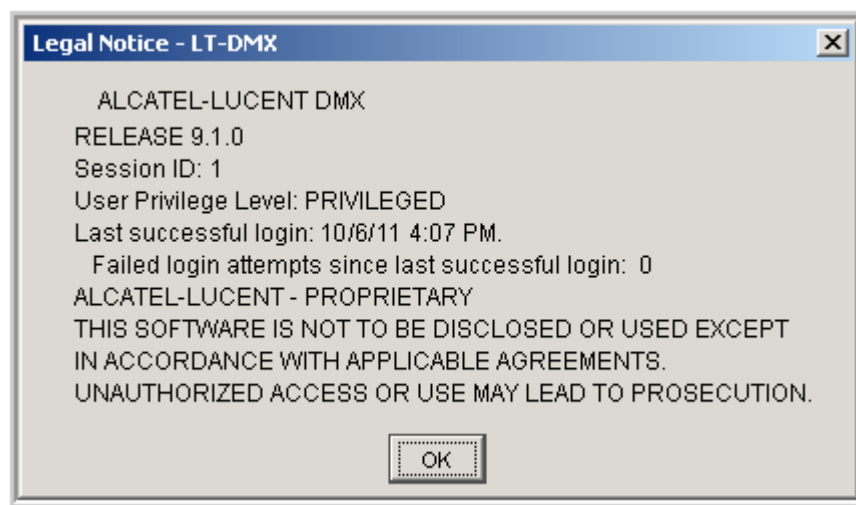 Legal Notice - LT-DMX
ALCATEL-LUCENT DMX
RELEASE 9.1.0
Session ID: 1
User Privilege Level: PRIVILEGED
Last successful login: 10/6/11 4:07 PM.
Failed login attempts since last successful login: 0
ALCATEL-LUCENT - PROPRIETARY
THIS SOFTWARE IS NOT TO BE DISCLOSED OR USED EXCEPT
IN ACCORDANCE WITH APPLICABLE AGREEMENTS.
UNAUTHORIZED ACCESS OR USE MAY LEAD TO PROSECUTION.
OK